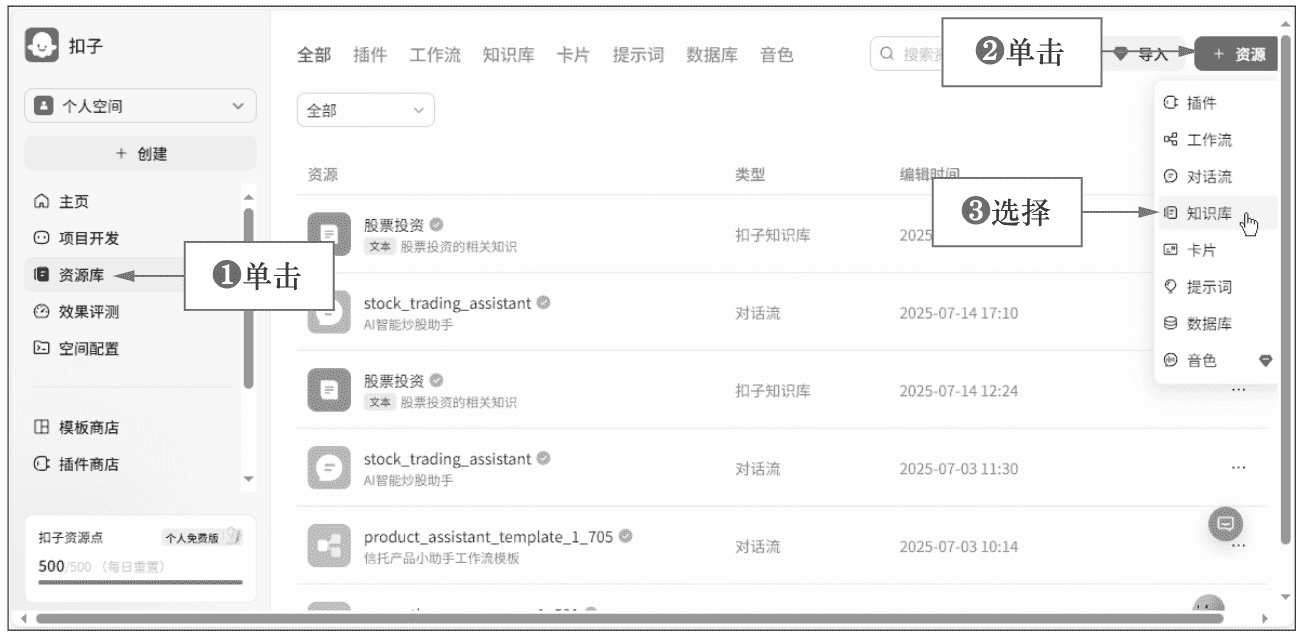 扣子
个人空间
+ 创建
主页
项目开发
资源库
效果评测
空间配置
模板商店
插件商店
扣子资源点 个人免费版
500/500 （每日重置）
❶单击
全部 插件 工作流 知识库 卡片 提示词 数据库 音色
搜索
❷单击
导入
+ 资源
全部
资源 类型 编辑时间
股票投资 扣子知识库 2025
文本 股票投资的相关知识
stock_trading_assistant 对话流 2025-07-14 17:10
AI智能炒股助手
股票投资 扣子知识库 2025-07-14 12:24
文本 股票投资的相关知识
stock_trading_assistant 对话流 2025-07-03 11:30
AI智能炒股助手
product_assistant_template_1_705 对话流 2025-07-03 10:14
信托产品小助手工作流模板
❸选择
插件
工作流
对话流
知识库
卡片
提示词
数据库
音色